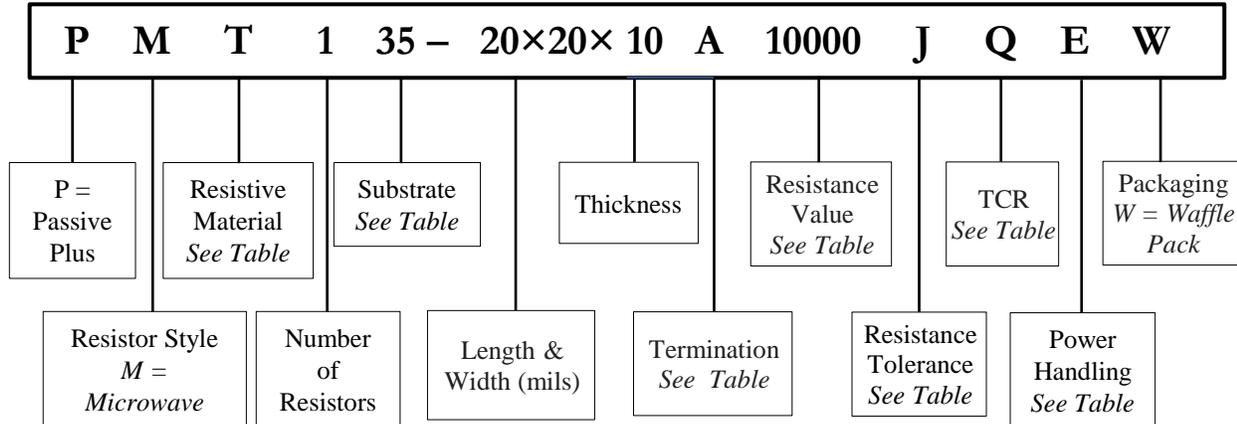 P M T 1 35 – 20×20× 10 A 10000 J Q E W
P =
Passive
Plus
Resistive
Material
See Table
Substrate
See Table
Thickness
Resistance
Value
See Table
TCR
See Table
Packaging
W = Waffle
Pack
Resistor Style
M =
Microwave
Number
of
Resistors
Length &
Width (mils)
Termination
See Table
Resistance
Tolerance
See Table
Power
Handling
See Table